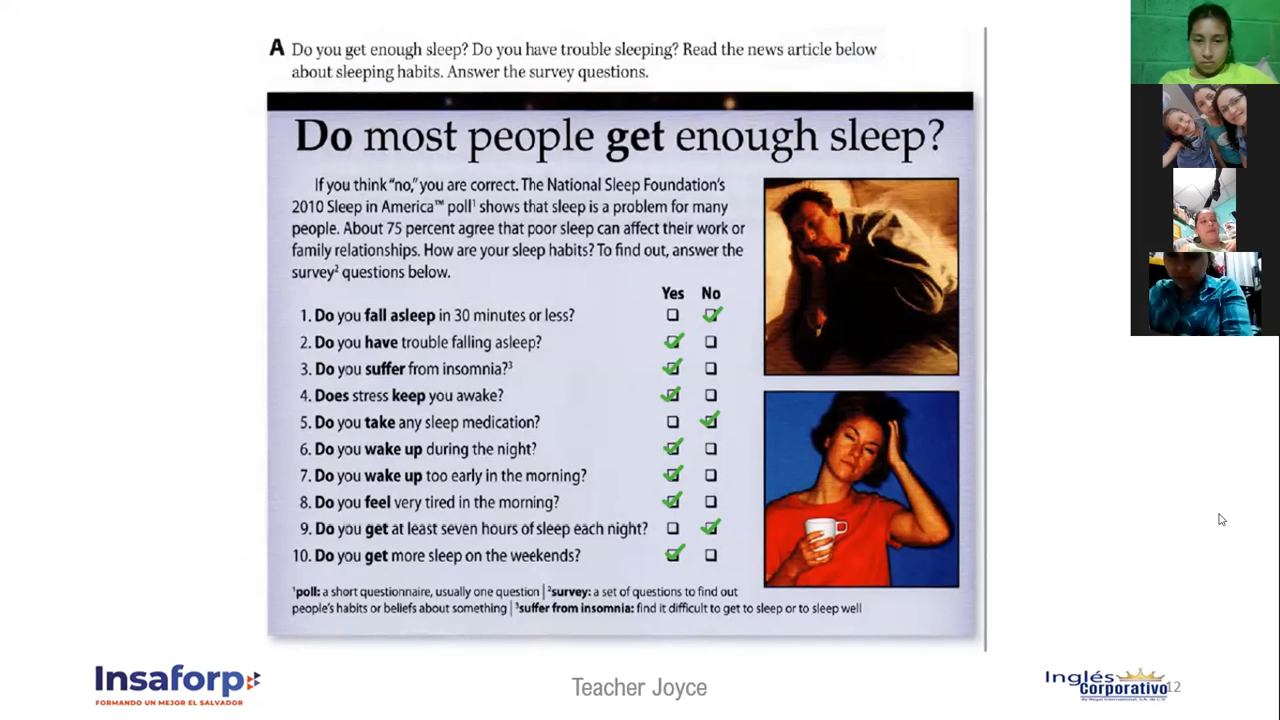 A Do you get enough sleep? Do you have trouble sleeping? Read the news article below
about sleeping habits. Answer the survey questions.
Do most people get enough sleep?
If you think “no,” you are correct. The National Sleep Foundation’s
2010 Sleep in America™ poll¹ shows that sleep is a problem for many
people. About 75 percent agree that poor sleep can affect their work or
family relationships. How are your sleep habits? To find out, answer the
survey² questions below.
Yes No
1. Do you fall asleep in 30 minutes or less?
2. Do you have trouble falling asleep?
3. Do you suffer from insomnia?³
4. Does stress keep you awake?
5. Do you take any sleep medication?
6. Do you wake up during the night?
7. Do you wake up too early in the morning?
8. Do you feel very tired in the morning?
9. Do you get at least seven hours of sleep each night?
10. Do you get more sleep on the weekends?
¹poll: a short questionnaire, usually one question | ²survey: a set of questions to find out
people’s habits or beliefs about something | ³suffer from insomnia: find it difficult to get to sleep or to sleep well
Insaforp
FORMANDO UN MEJOR EL SALVADOR
Teacher Joyce
Inglés
Corporativo
By Regal International, S.A. de C.V.
12